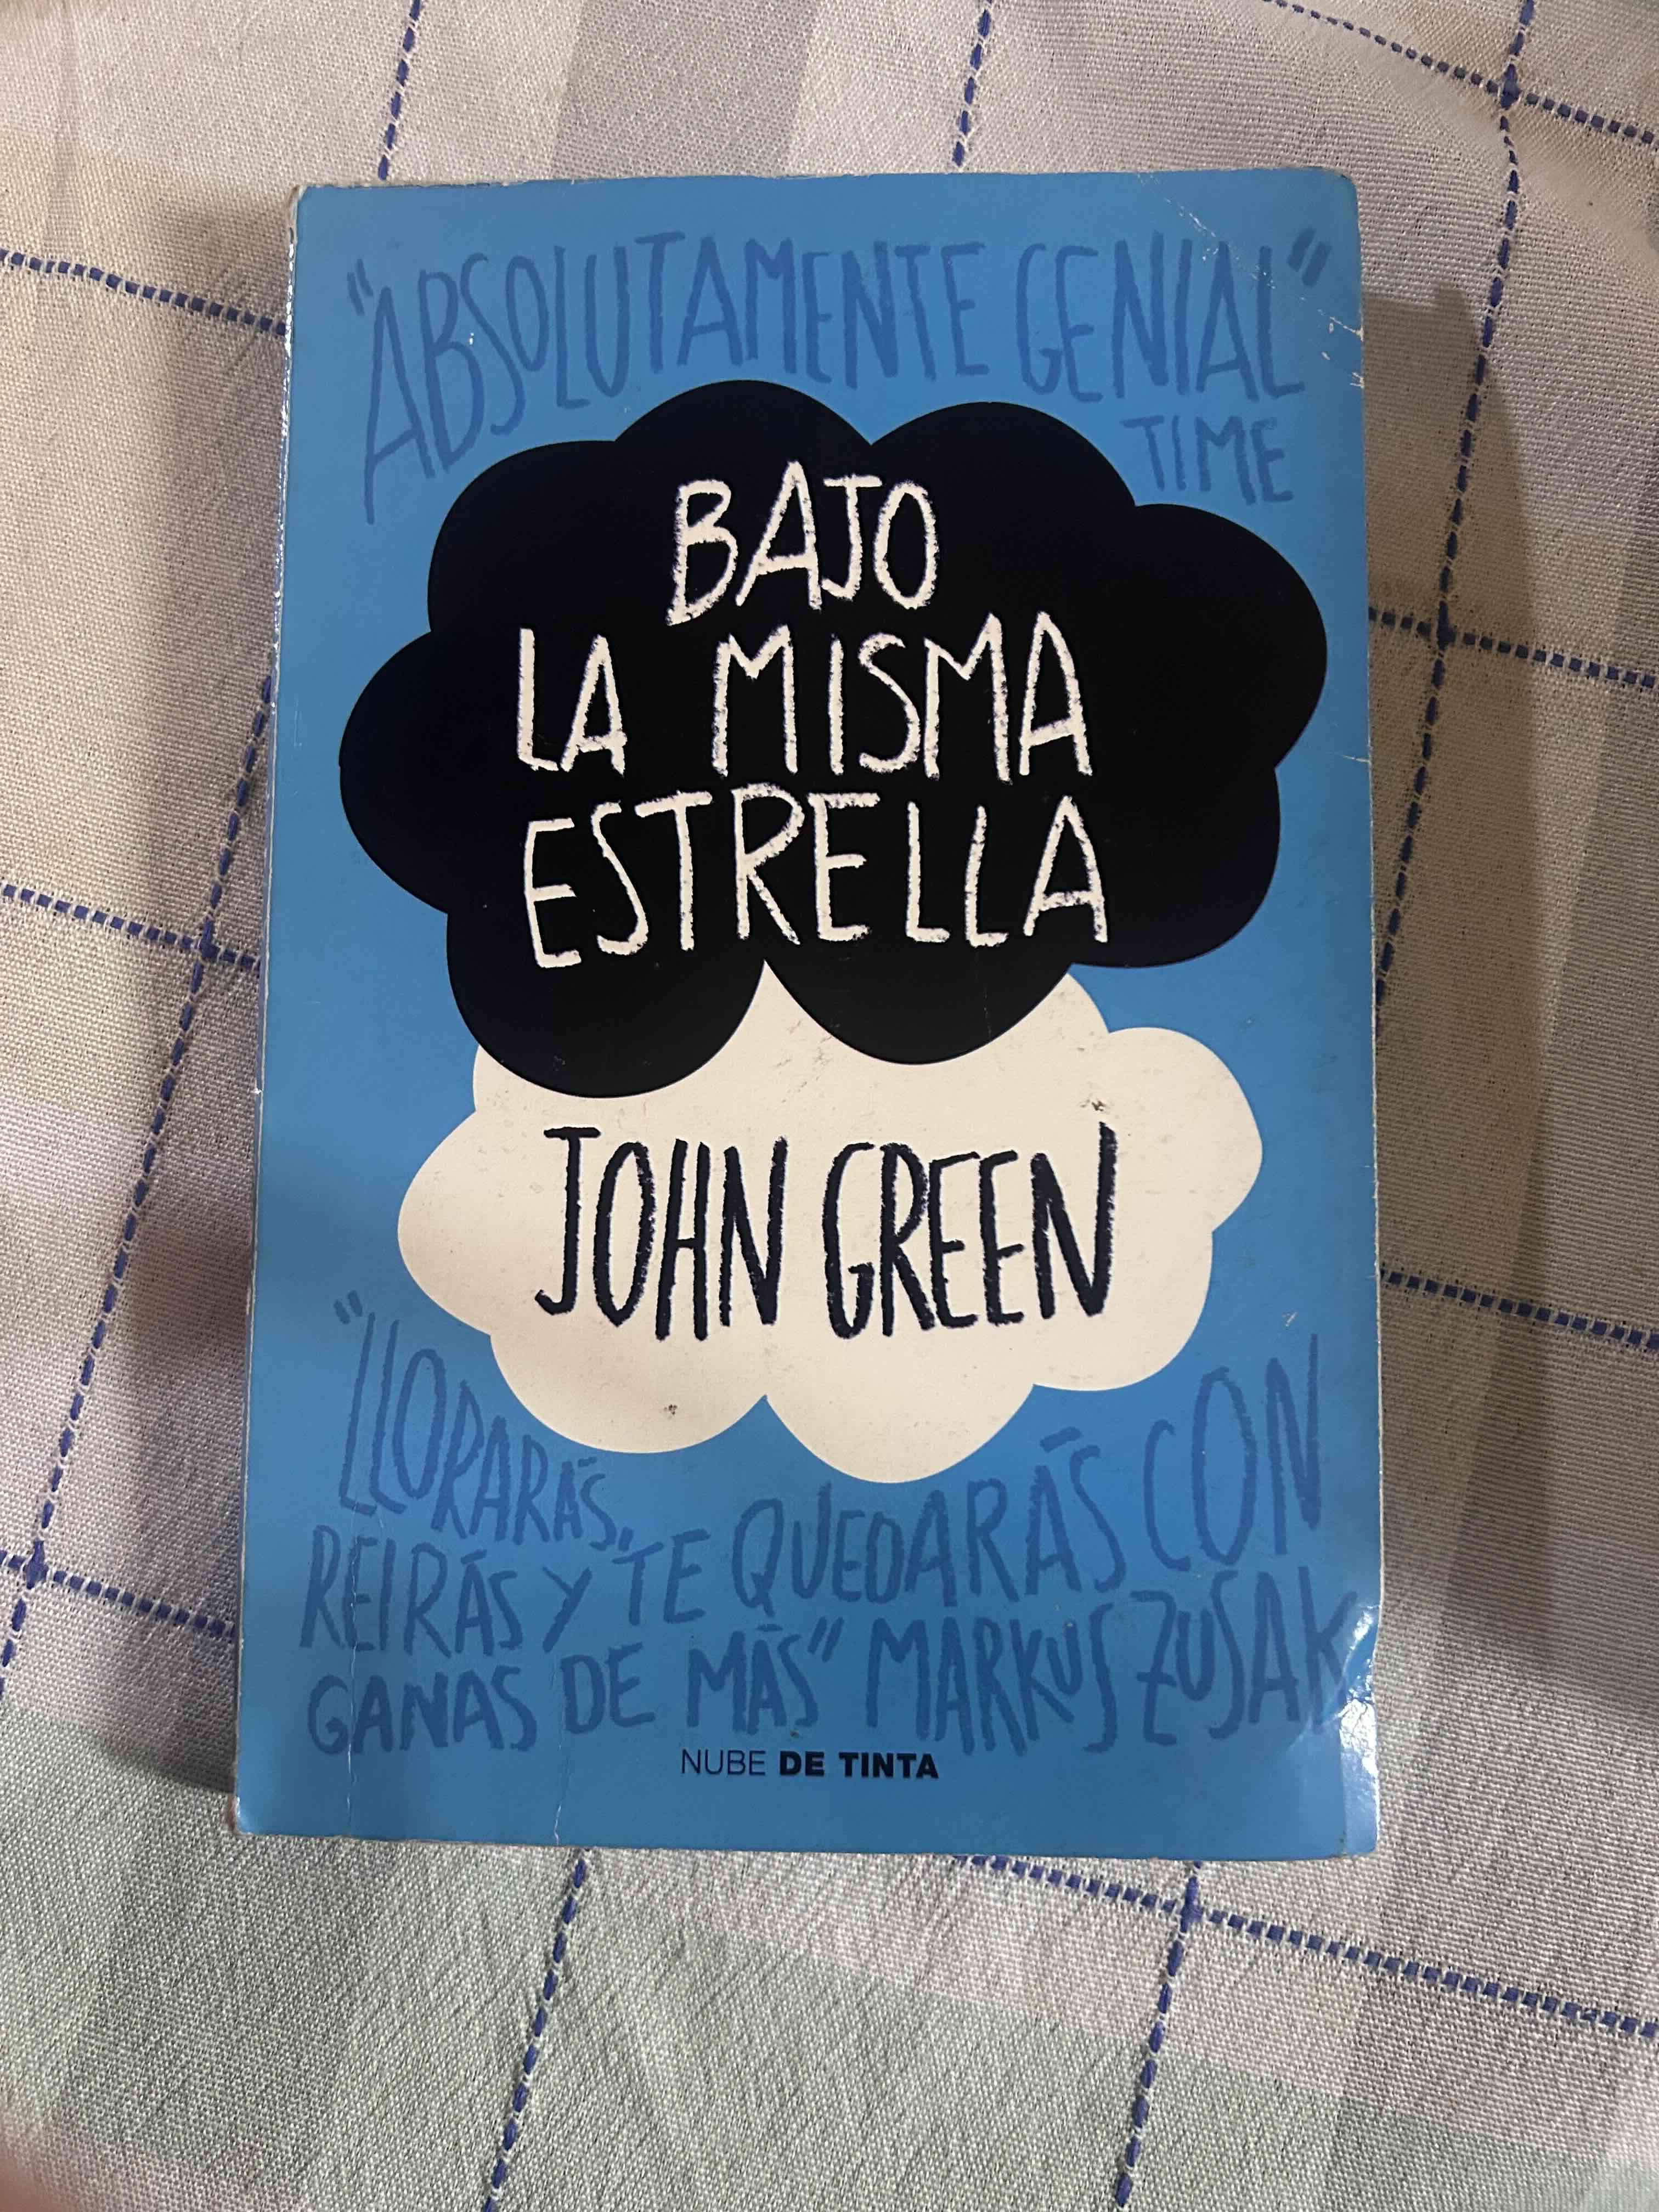 "ABSOLUTAMENTE GENIAL"
TIME
BAJO
LA MISMA
ESTRELLA
JOHN GREEN
"LLORARÁS,
REIRÁS Y TE QUEDARÁS CON
GANAS DE MÁS" MARKUS ZUSAK
NUBE DE TINTA